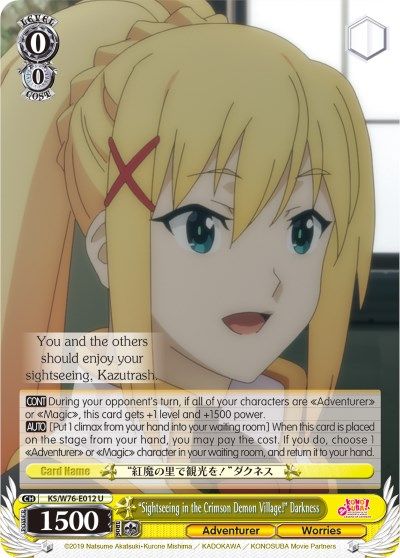 LEVEL
0
0
COST
You and the others
should enjoy your
sightseeing, Kazutrash.
CONT During your opponent's turn, if all of your characters are «Adventurer»
or «Magic», this card gets +1 level and +1500 power.
AUTO [Put 1 climax from your hand into your waiting room] When this card is placed
on the stage from your hand, you may pay the cost. If you do, choose 1
«Adventurer» or «Magic» character in your waiting room, and return it to your hand.
Card Name "紅魔の里で観光を!" ダクネス
CH KS/W76-E012 U "Sightseeing in the Crimson Demon Village!" Darkness
POWER 1500 SIDE Adventurer Worries
©2019 Natsume Akatsuki・Kurone Mishima / KADOKAWA / KONOSUBA Movie Partners